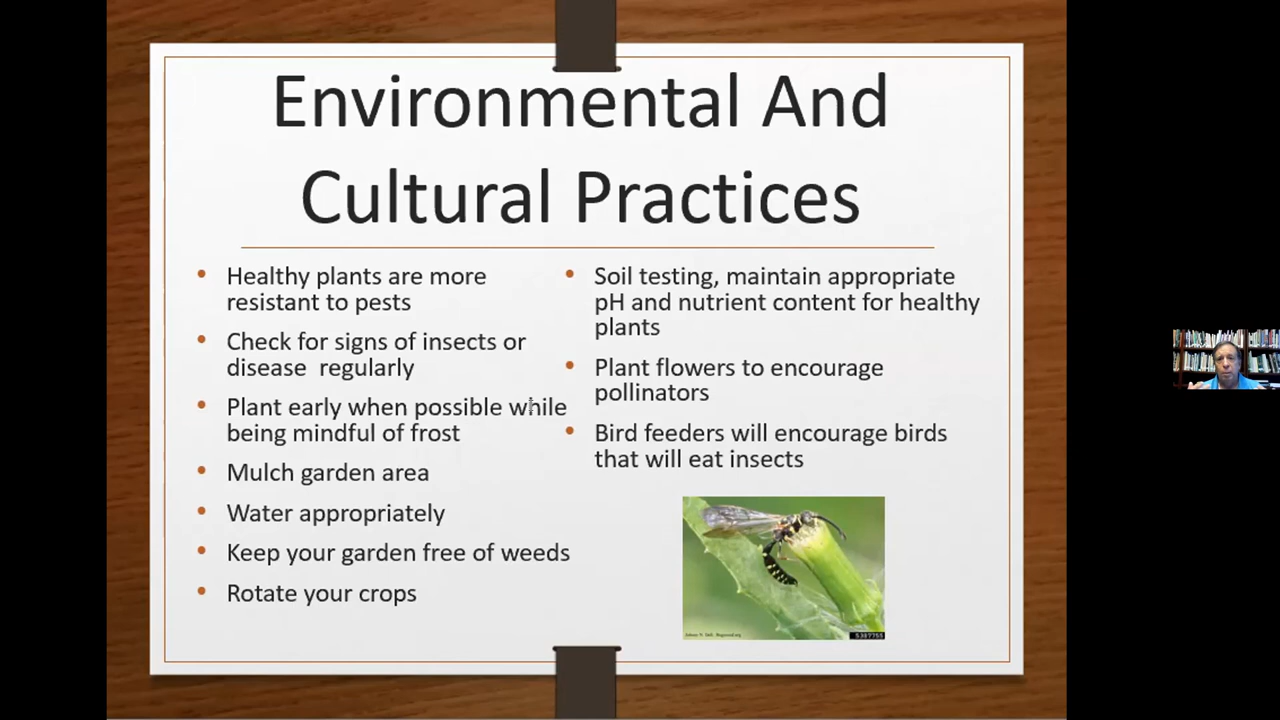 Environmental And
Cultural Practices
Healthy plants are more
resistant to pests
Check for signs of insects or
disease regularly
Plant early when possible while
being mindful of frost
Mulch garden area
Water appropriately
Keep your garden free of weeds
Rotate your crops
Soil testing, maintain appropriate
pH and nutrient content for healthy
plants
Plant flowers to encourage
pollinators
Bird feeders will encourage birds
that will eat insects
5387755